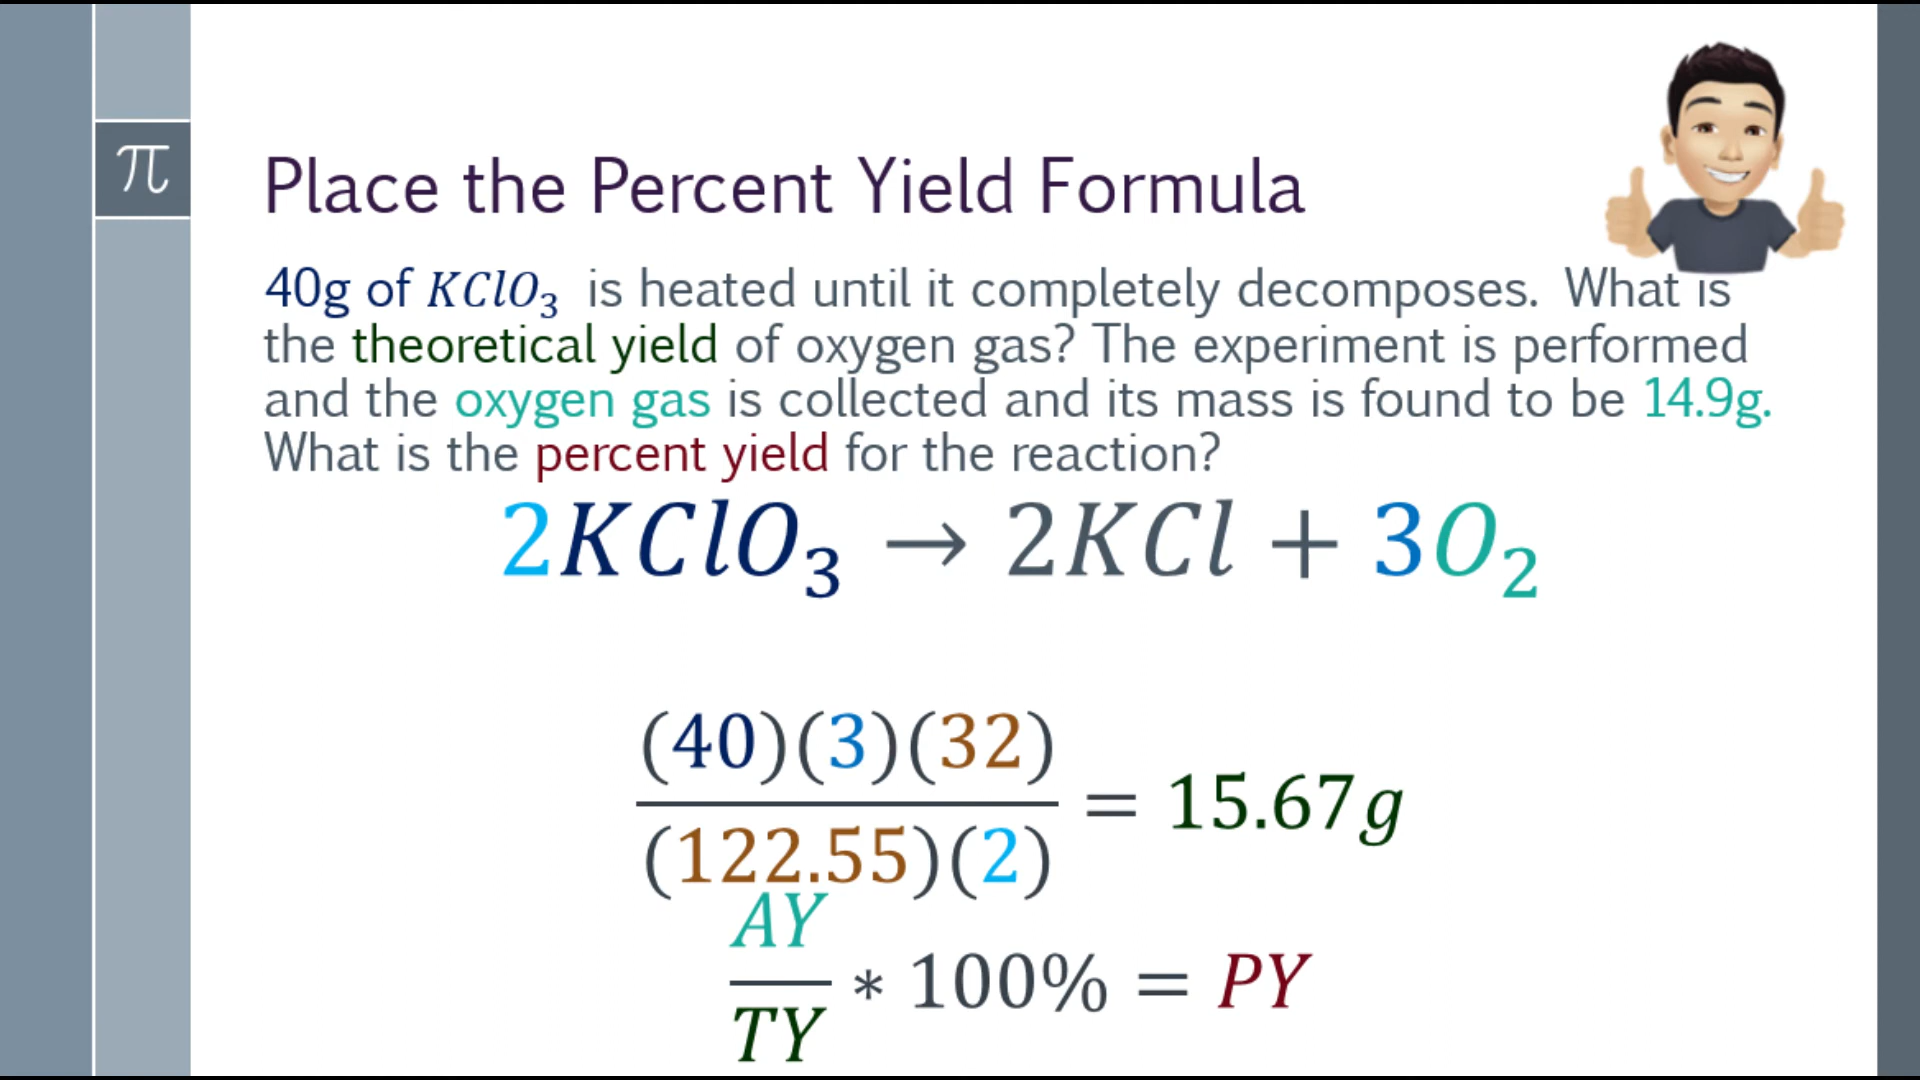 π
Place the Percent Yield Formula
40g of KClO₃ is heated until it completely decomposes. What is
the theoretical yield of oxygen gas? The experiment is performed
and the oxygen gas is collected and its mass is found to be 14.9g.
What is the percent yield for the reaction?
2KClO₃ → 2KCl + 3O₂
(40)(3)(32)
= 15.67g
(122.55)(2)
AY
* 100% = PY
TY